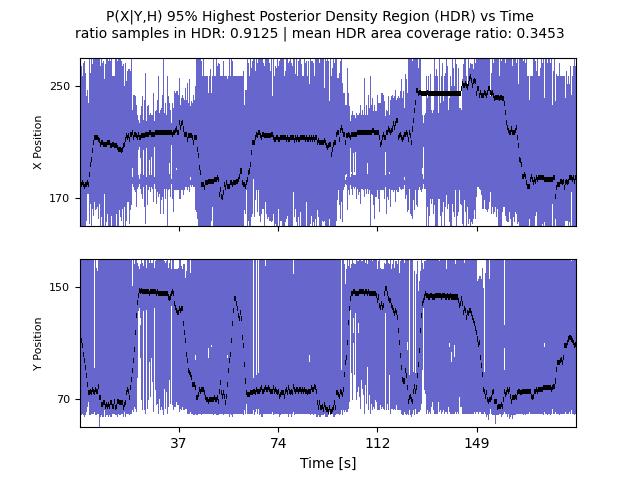 P(X|Y,H) 95% Highest Posterior Density Region (HDR) vs Time
ratio samples in HDR: 0.9125 | mean HDR area coverage ratio: 0.3453
250
X Position
170
150
Y Position
70
37 74 112 149
Time [s]